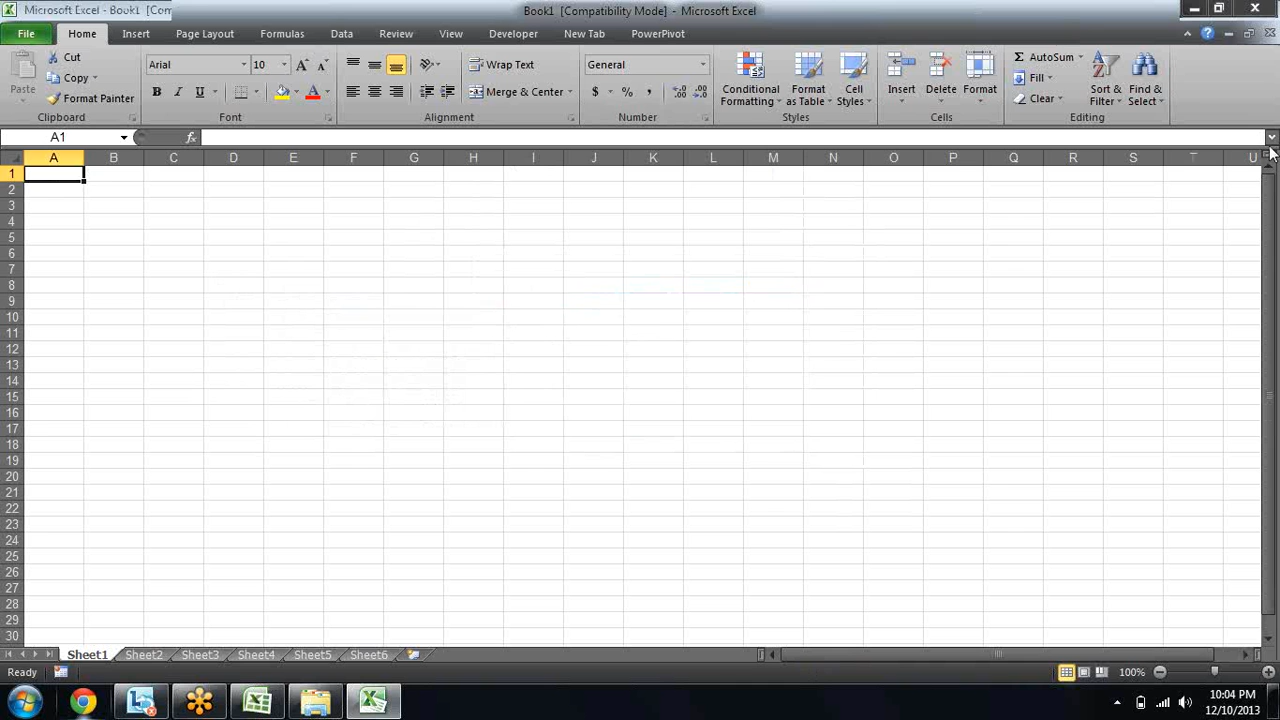 Microsoft Excel - Book1 [Com
Book1 [Compatibility Mode] - Microsoft Excel
File Home Insert Page Layout Formulas Data Review View Developer New Tab PowerPivot
Paste
Cut
Copy
Format Painter
Clipboard
Arial 10
B I U A
Font
Wrap Text
Merge & Center
Alignment
General
$ % ,
Number
Conditional Formatting
Format as Table
Cell Styles
Styles
Insert Delete Format
Cells
AutoSum
Fill
Clear
Sort & Filter
Find & Select
Editing
A1 fx
A B C D E F G H I J K L M N O P Q R S T U
1
2
3
4
5
6
7
8
9
10
11
12
13
14
15
16
17
18
19
20
21
22
23
24
25
26
27
28
29
30
Sheet1 Sheet2 Sheet3 Sheet4 Sheet5 Sheet6
Ready 100%
10:04 PM
12/10/2013